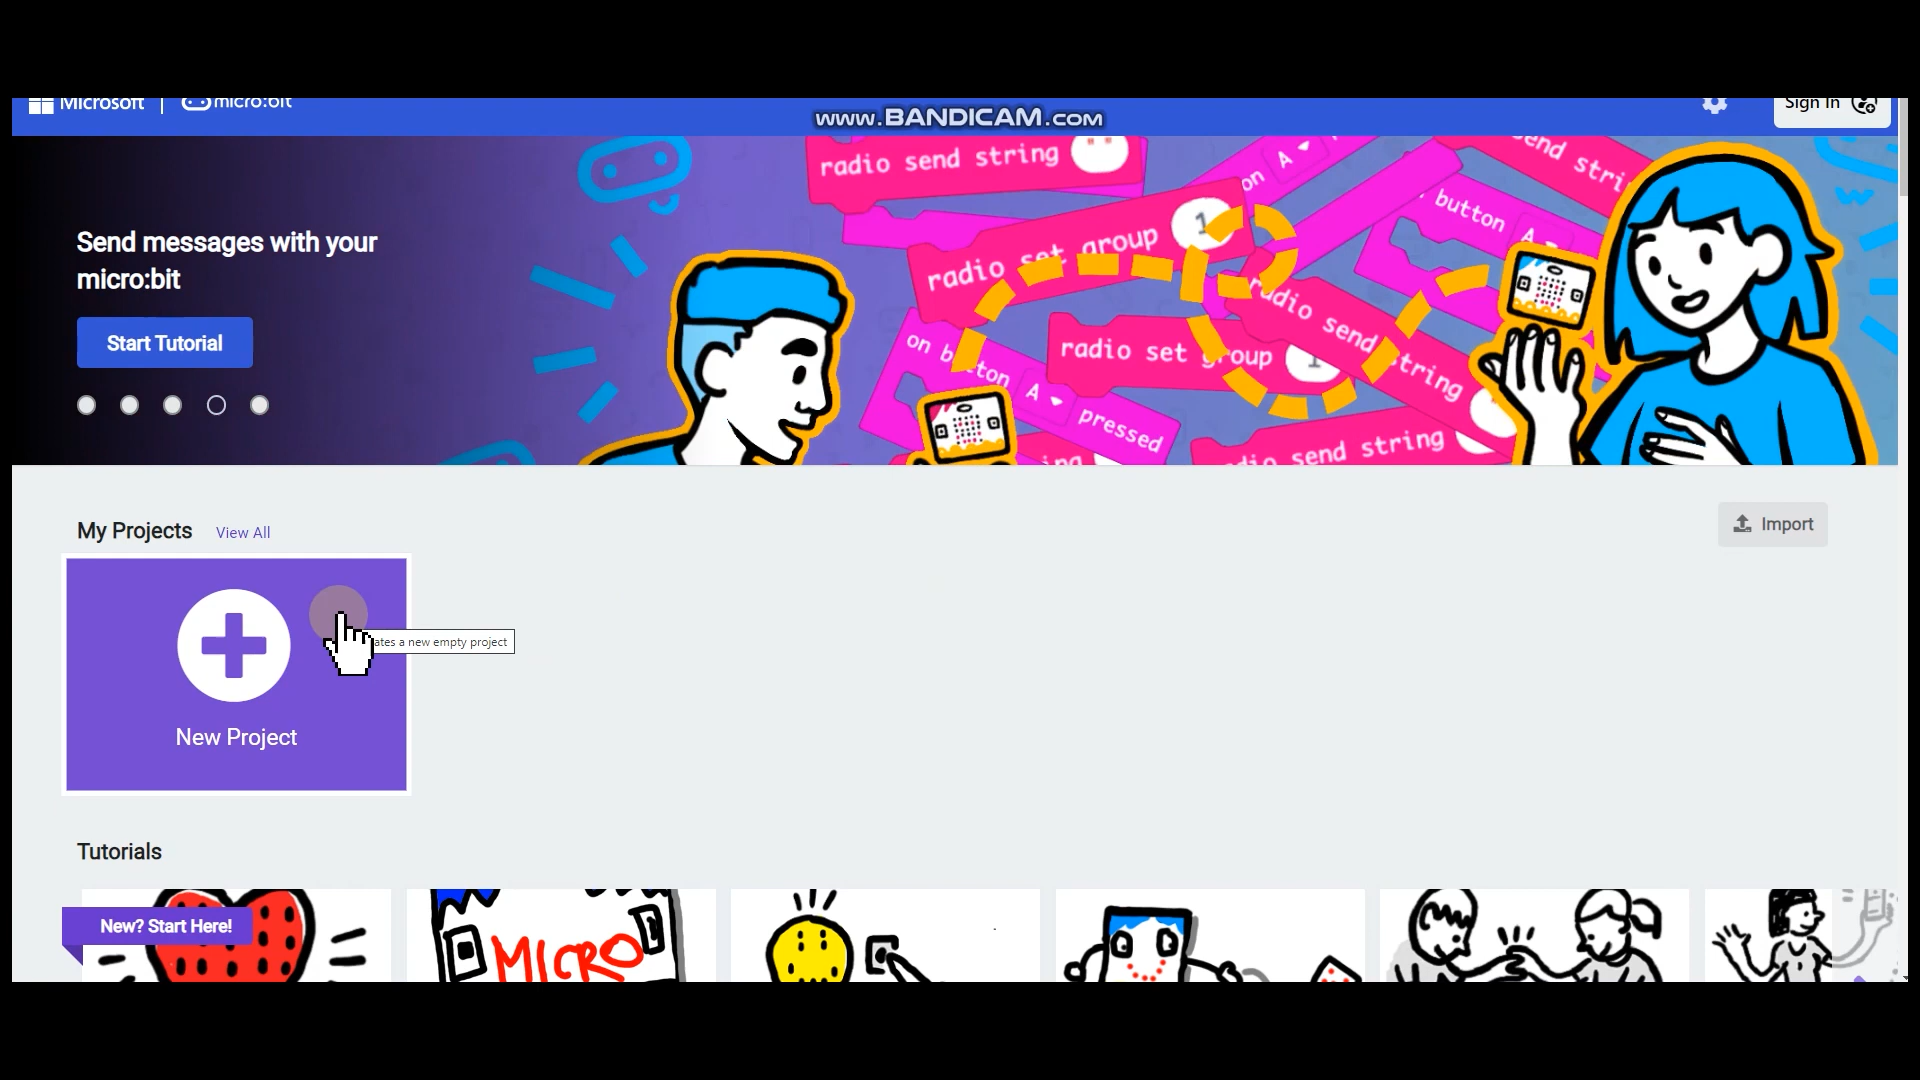 Microsoft | micro:bit
www.BANDICAM.com
Sign In
Send messages with your
micro:bit
Start Tutorial
radio send string
radio set group 1
on button A pressed
radio set group 1
radio send string
radio send string
button A
send stri
on A
My Projects View All
Import
ates a new empty project
New Project
Tutorials
New? Start Here!
MICRO